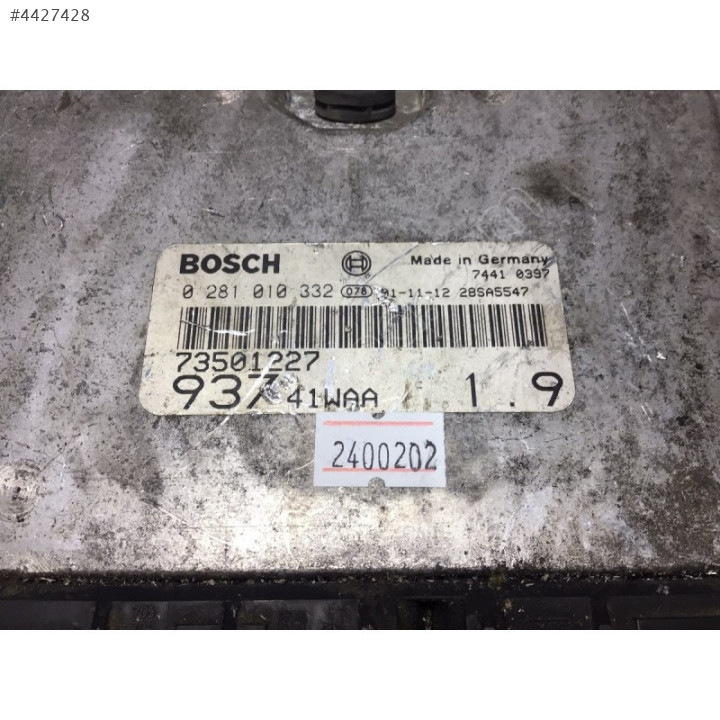 #4427428
BOSCH Made in Germany
7441 0397
0 281 010 332 078 01-11-12 28SA5547
73501227
937 41WAA 1.9
2400202